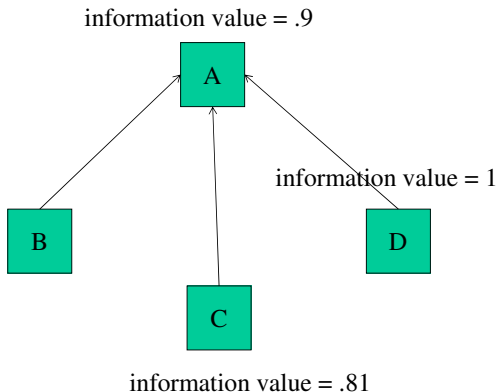 information value = .9
A
information value = 1
B
D
C
information value = .81